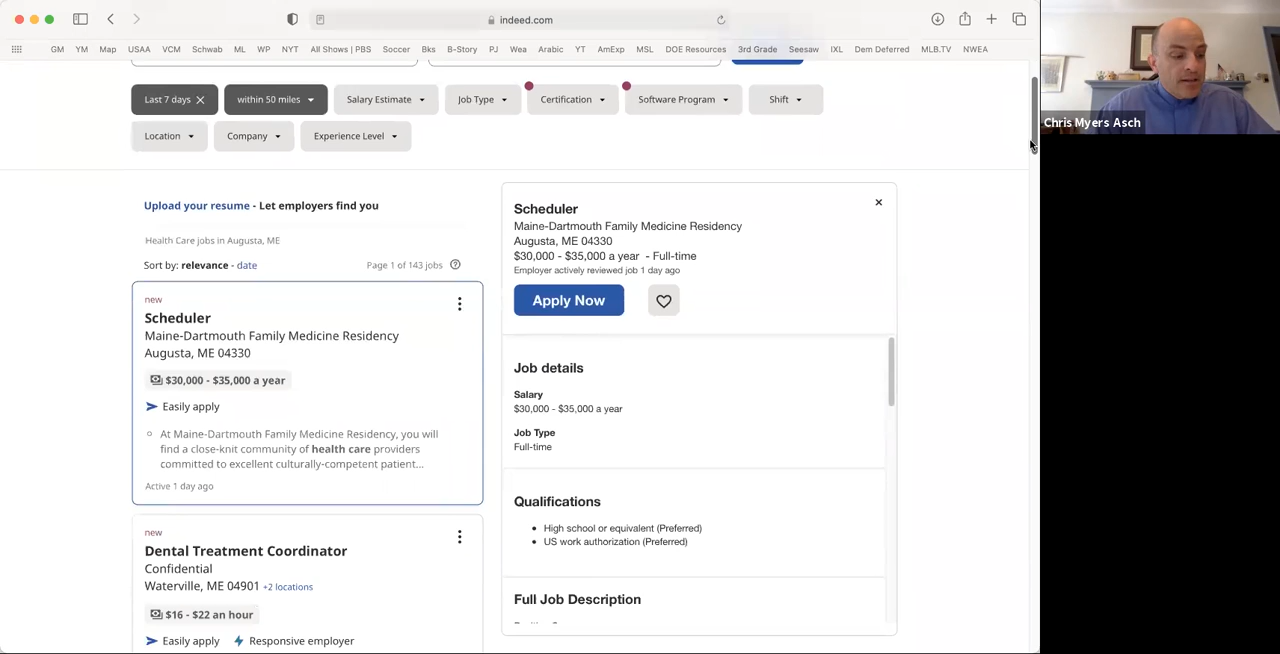 indeed.com
GM YM Map USAA VCM Schwab ML WP NYT All Shows | PBS Soccer Bks B-Story PJ Wea Arabic YT AmExp MSL DOE Resources 3rd Grade Seesaw IXL Dem Deferred MLB.TV NWEA
Last 7 days within 50 miles Salary Estimate Job Type Certification Software Program Shift
Location Company Experience Level
Chris Myers Asch
Upload your resume - Let employers find you
Health Care jobs in Augusta, ME
Sort by: relevance - date Page 1 of 143 jobs
new
Scheduler
Maine-Dartmouth Family Medicine Residency
Augusta, ME 04330
$30,000 - $35,000 a year
Easily apply
At Maine-Dartmouth Family Medicine Residency, you will
find a close-knit community of health care providers
committed to excellent culturally-competent patient...
Active 1 day ago
new
Dental Treatment Coordinator
Confidential
Waterville, ME 04901 +2 locations
$16 - $22 an hour
Easily apply Responsive employer
Scheduler
Maine-Dartmouth Family Medicine Residency
Augusta, ME 04330
$30,000 - $35,000 a year - Full-time
Employer actively reviewed job 1 day ago
Apply Now
Job details
Salary
$30,000 - $35,000 a year
Job Type
Full-time
Qualifications
High school or equivalent (Preferred)
US work authorization (Preferred)
Full Job Description